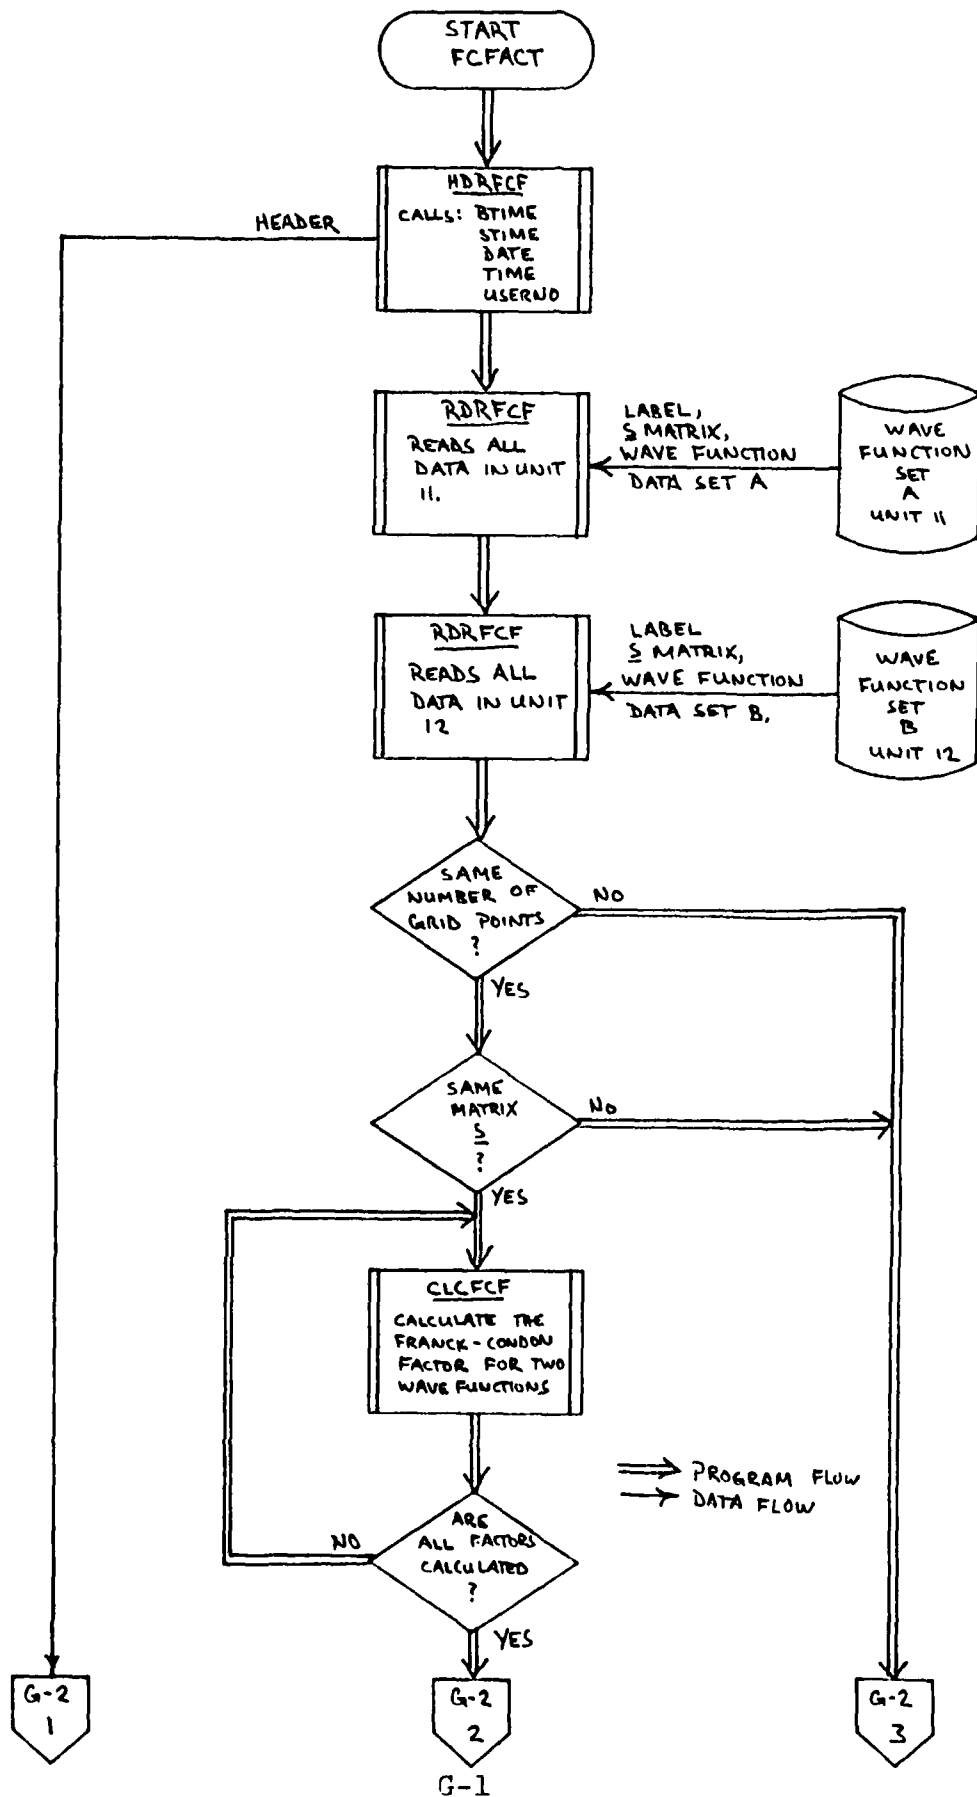 START
FCFACT
HDRFCF
CALLS: BTIME
STIME
DATE
TIME
USERNO
HEADER
RDRFCF
READS ALL
DATA IN UNIT
11.
LABEL,
S MATRIX,
WAVE FUNCTION
DATA SET A
WAVE
FUNCTION
SET
A
UNIT 11
RDRFCF
READS ALL
DATA IN UNIT
12
LABEL
S MATRIX,
WAVE FUNCTION
DATA SET B.
WAVE
FUNCTION
SET
B
UNIT 12
SAME
NUMBER OF
GRID POINTS
?
NO
YES
SAME
MATRIX
S
?
NO
YES
CLCFCF
CALCULATE THE
FRANCK-CONDON
FACTOR FOR TWO
WAVE FUNCTIONS
PROGRAM FLOW
DATA FLOW
ARE
ALL FACTORS
CALCULATED
?
NO
YES
G-2
1
G-2
2
G-2
3
G-1